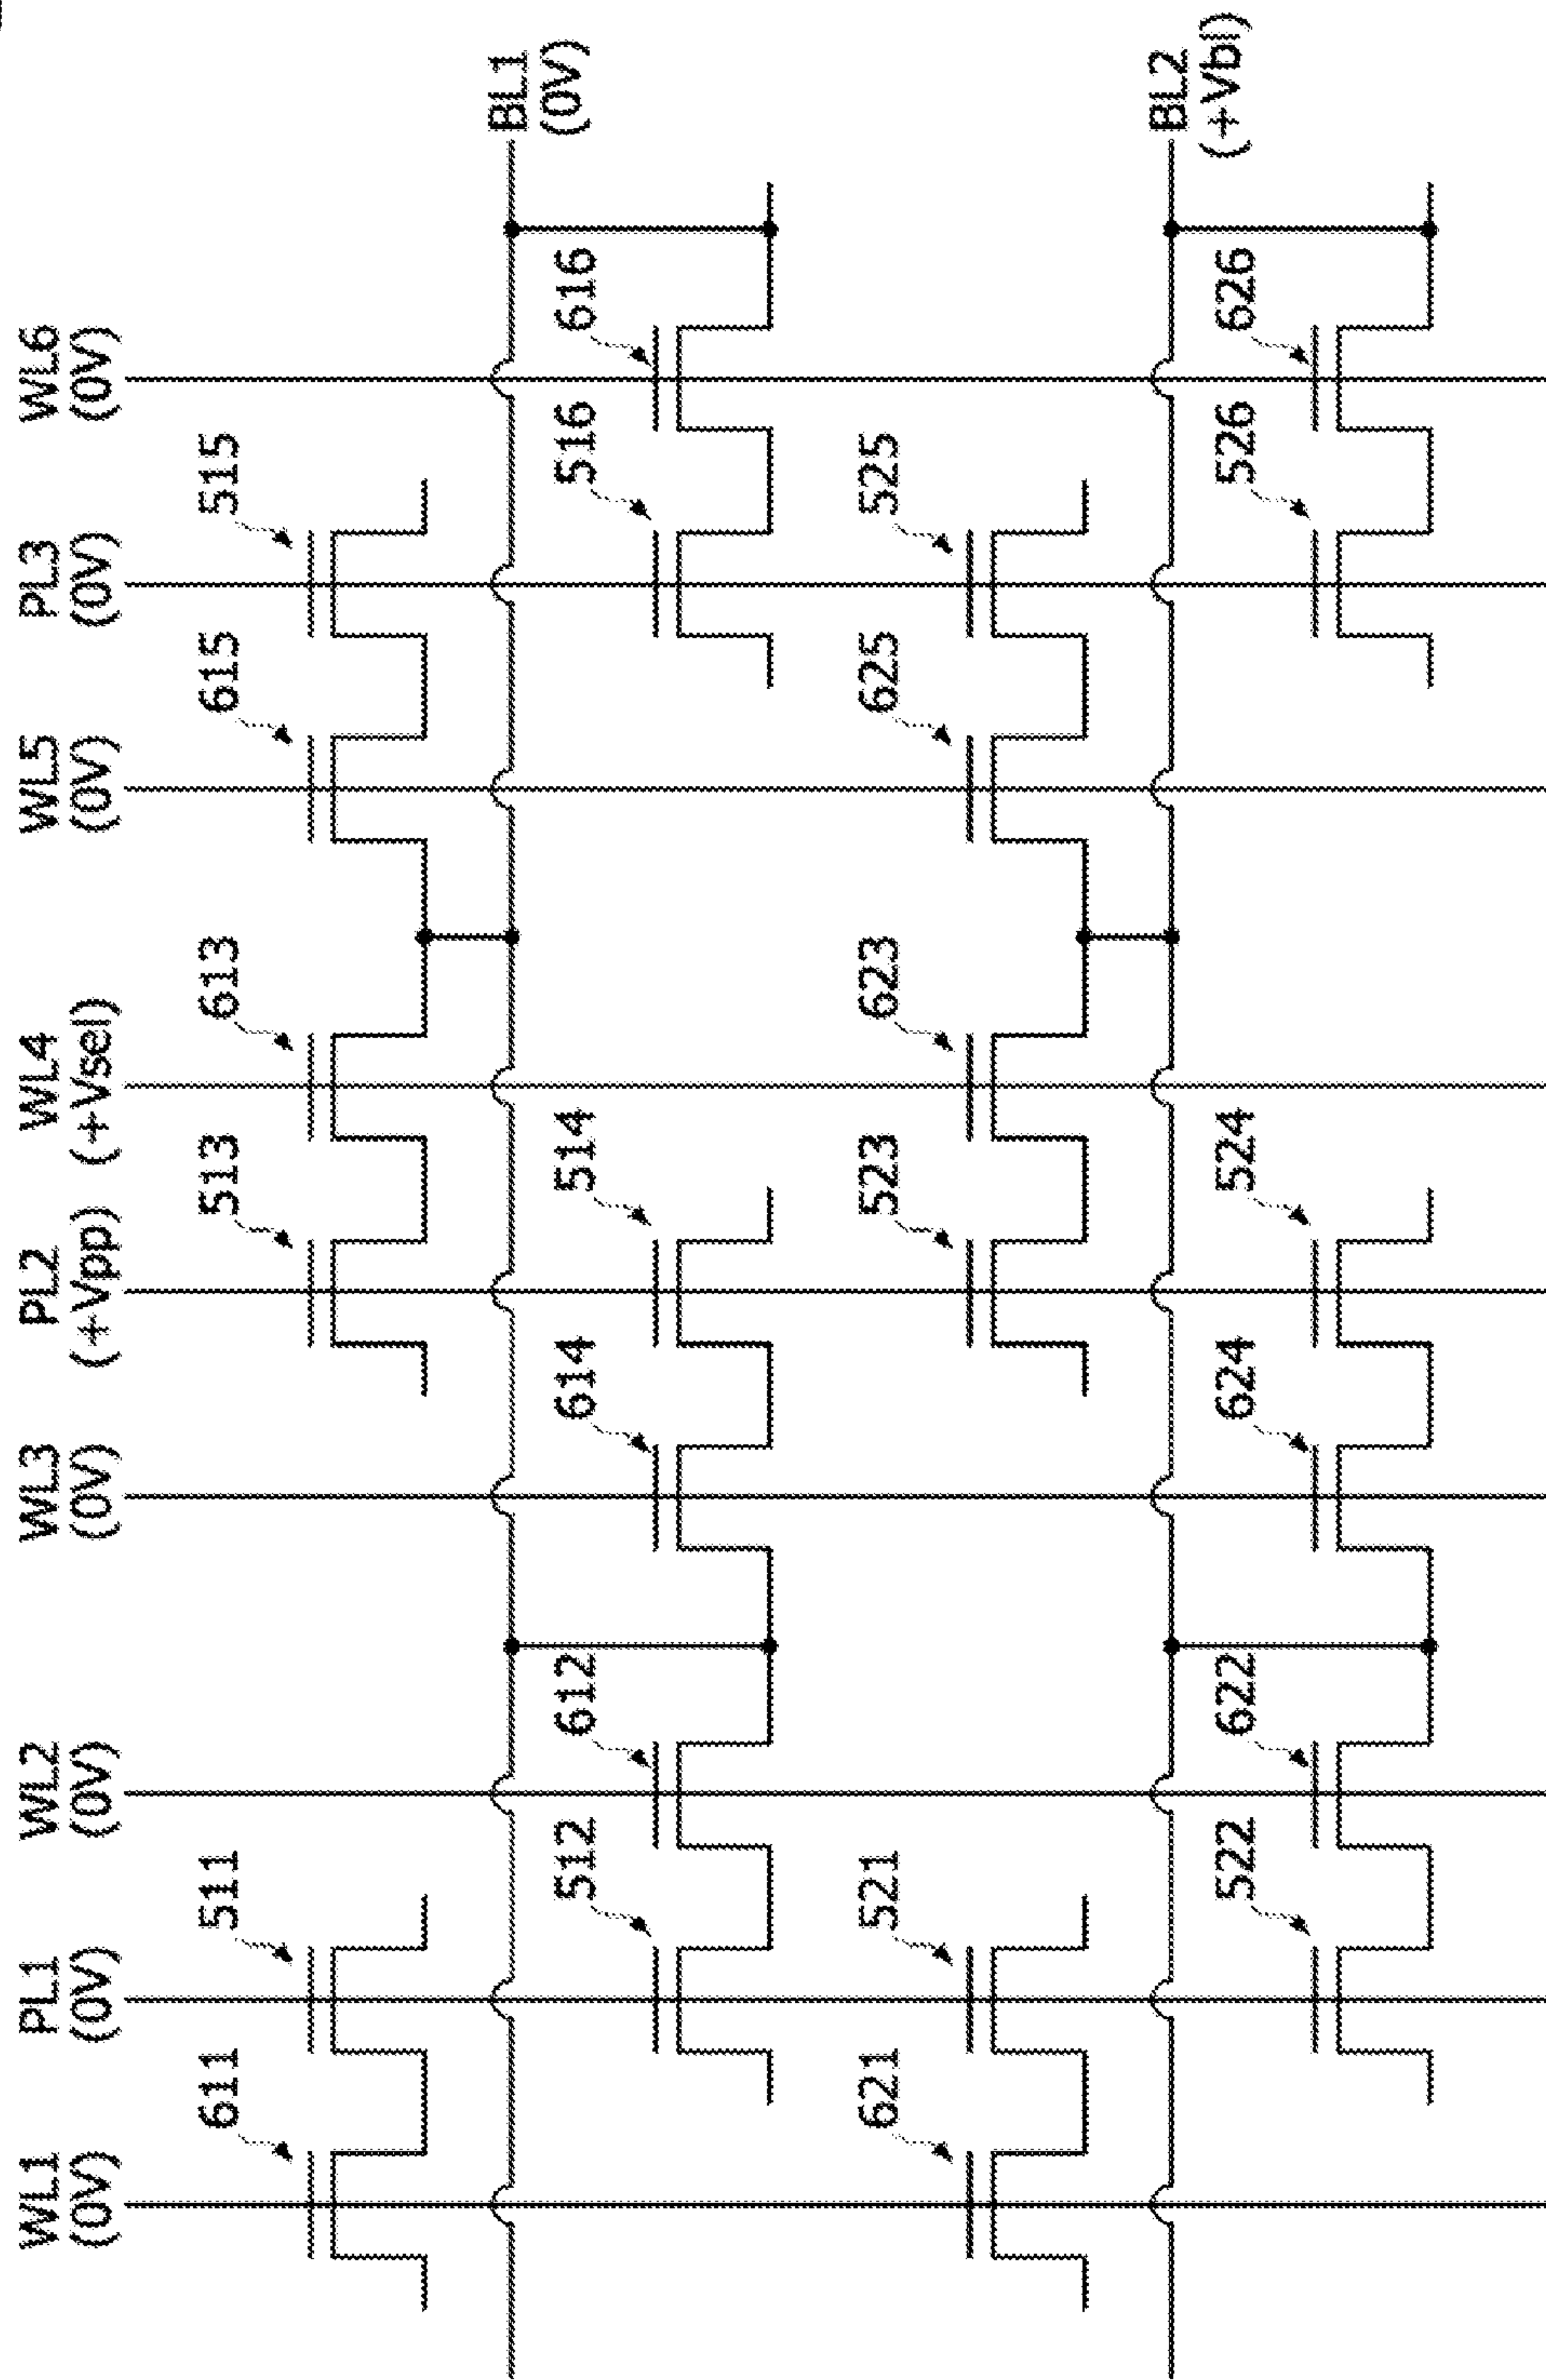 WL1
(0V)
PL1
(0V)
WL2
(0V)
WL3
(0V)
PL2
(+Vpp)
WL4
(+Vsel)
WL5
(0V)
PL3
(0V)
WL6
(0V)
611
511
513
613
615
515
BL1
(0V)
512
612
614
514
516
616
621
521
523
623
625
525
BL2
(+Vbl)
522
622
624
524
526
626